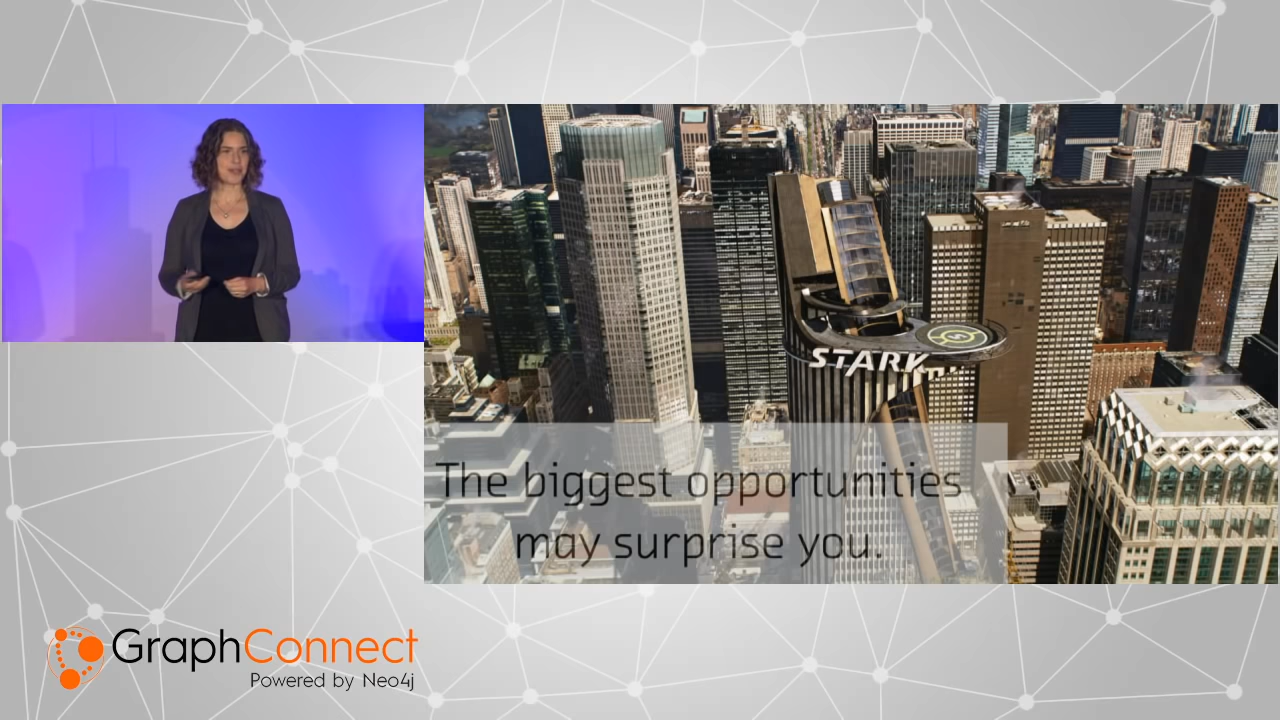 STARK
The biggest opportunities
may surprise you.
GraphConnect
Powered by Neo4j